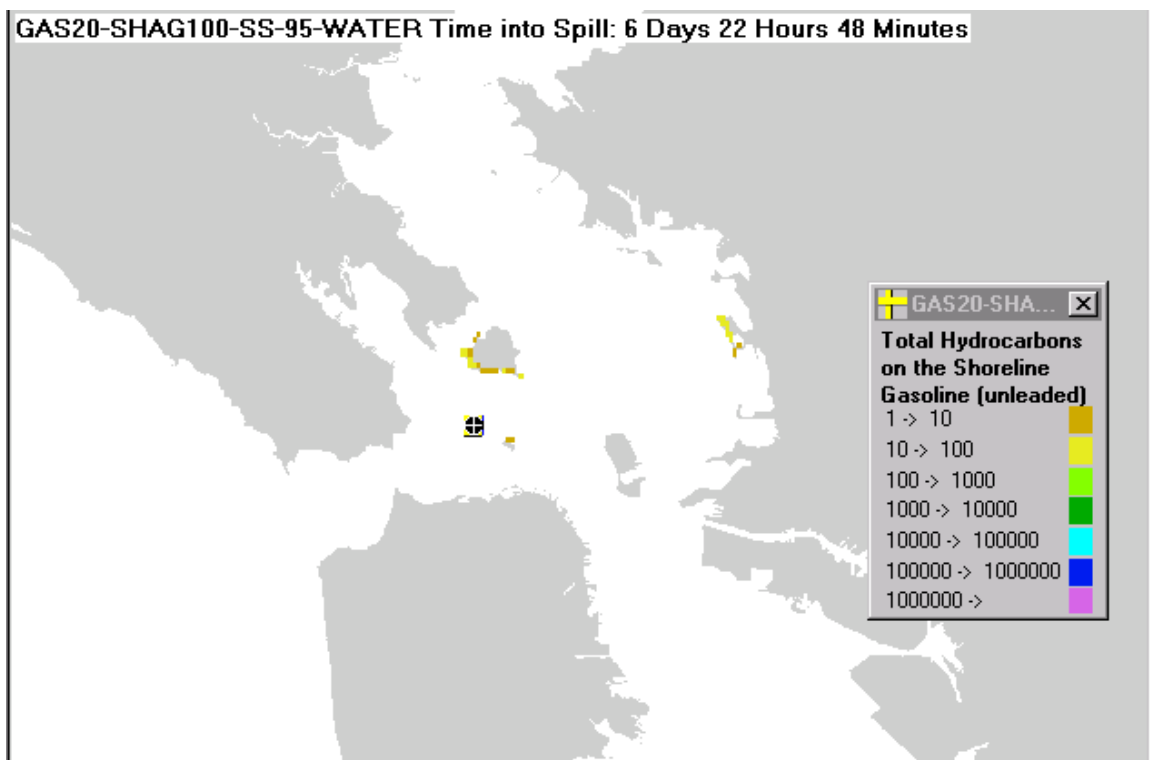 GAS20-SHAG100-SS-95-WATER Time into Spill: 6 Days 22 Hours 48 Minutes
GAS20-SHA...
Total Hydrocarbons
on the Shoreline
Gasoline (unleaded)
1 -> 10
10 -> 100
100 -> 1000
1000 -> 10000
10000 -> 100000
100000 -> 1000000
1000000 ->